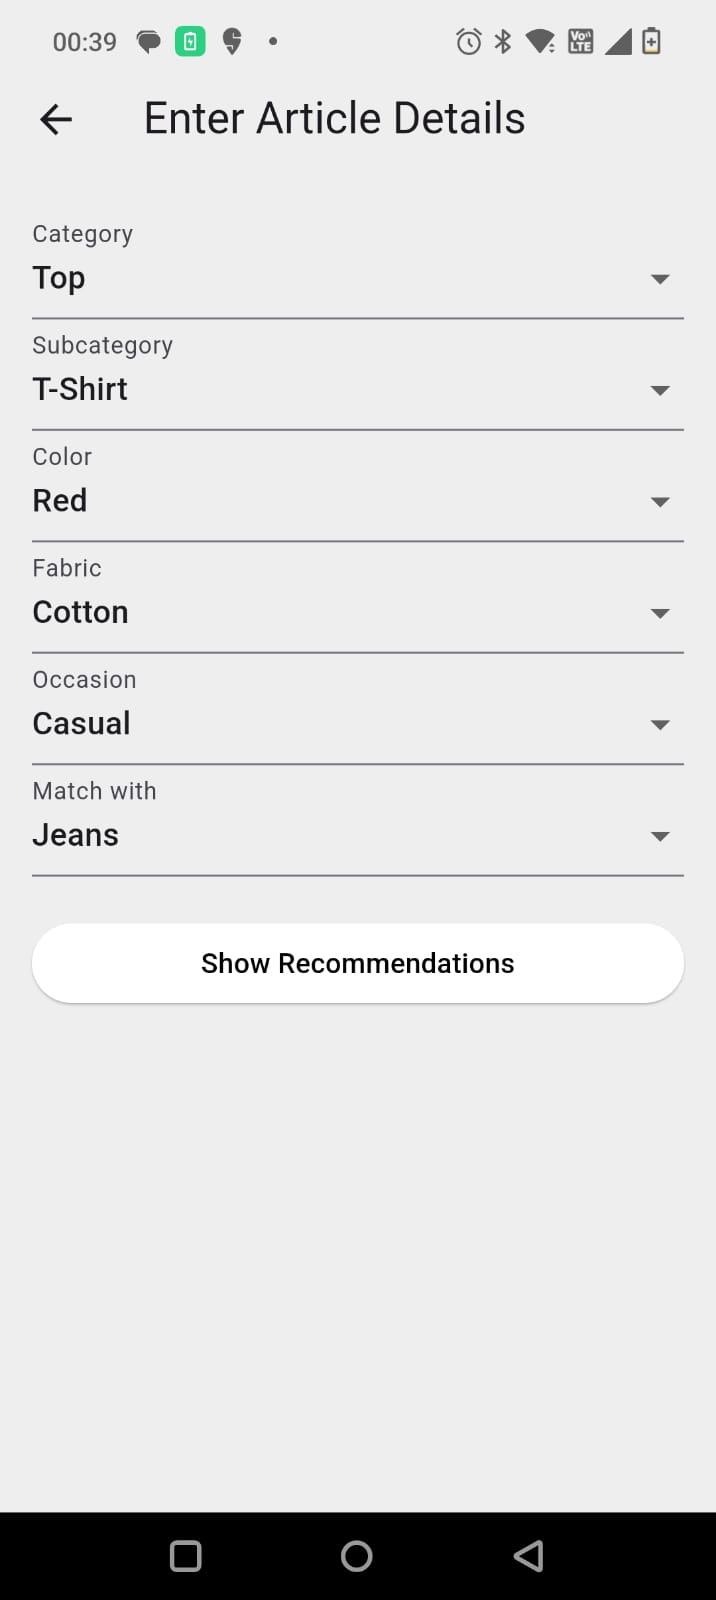 00:39
Vo LTE
Enter Article Details
Category
Top
Subcategory
T-Shirt
Color
Red
Fabric
Cotton
Occasion
Casual
Match with
Jeans
Show Recommendations